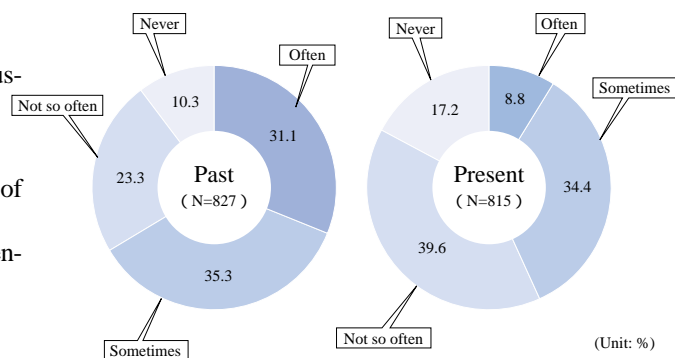 us-
of
en-
Never
Often
Not so often
10.3
31.1
23.3
35.3
Past
( N=827 )
Sometimes
Never
Often
Sometimes
17.2
8.8
34.4
39.6
Present
( N=815 )
Not so often
(Unit: %)